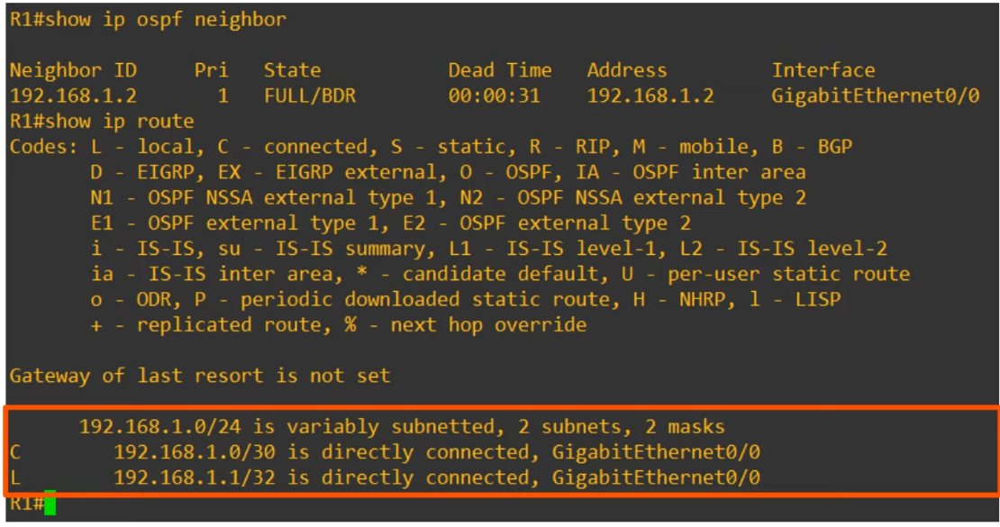 R1#show ip ospf neighbor
Neighbor ID     Pri   State           Dead Time   Address         Interface
192.168.1.2       1   FULL/BDR        00:00:31    192.168.1.2     GigabitEthernet0/0
R1#show ip route
Codes: L - local, C - connected, S - static, R - RIP, M - mobile, B - BGP
       D - EIGRP, EX - EIGRP external, O - OSPF, IA - OSPF inter area
       N1 - OSPF NSSA external type 1, N2 - OSPF NSSA external type 2
       E1 - OSPF external type 1, E2 - OSPF external type 2
       i - IS-IS, su - IS-IS summary, L1 - IS-IS level-1, L2 - IS-IS level-2
       ia - IS-IS inter area, * - candidate default, U - per-user static route
       o - ODR, P - periodic downloaded static route, H - NHRP, l - LISP
       + - replicated route, % - next hop override
Gateway of last resort is not set
      192.168.1.0/24 is variably subnetted, 2 subnets, 2 masks
C        192.168.1.0/30 is directly connected, GigabitEthernet0/0
L        192.168.1.1/32 is directly connected, GigabitEthernet0/0
R1#